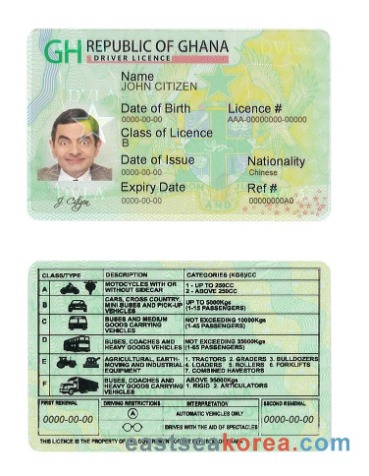 GH REPUBLIC OF GHANA
DRIVER LICENCE
Name
JOHN CITIZEN
Date of Birth Licence #
0000-00-00 AAA-00000000-00000
Class of Licence
B
Date of Issue Nationality
0000-00-00 Chinese
Expiry Date Ref #
0000-00-00 00000000A0
CLASS/TYPE DESCRIPTION CATEGORIES (KGS)/CC
A MOTOCYCLES WITH OR WITHOUT SIDECAR 1 - UP TO 250CC 2 - ABOVE 250CC
B CARS, CROSS COUNTRY, MINI BUSES AND PICK-UP VEHICLES UP TO 5000Kgs (1-15 PASSENGERS)
C BUSES AND MEDIUM GOODS CARRYING VEHICLES NOT EXCEEDING 10000Kgs (1-45 PASSENGERS)
D BUSES, COACHES AND HEAVY GOODS VEHICLES NOT EXCEEDING 35000Kgs (1-65 PASSENGERS)
E AGRICULTURAL, EARTH-MOVING AND INDUSTRIAL EQUIPMENT 1. TRACTORS 2. GRADERS 3. BULLDOZERS 4. LOADERS 5. ROLLERS 6. FORKLIFTS 7. COMBINED HAVESTORS
F BUSES, COACHES AND HEAVY GOODS CARRYING VEHICLES ABOVE 35000Kgs 1. RIGID 2. ARTICULATORS
FIRST RENEWAL DRIVING RESTRICTIONS INTERPRETATION SECOND RENEWAL
A AUTOMATIC VEHICLES ONLY
0000-00-00 0000-00-00
DRIVES WITH THE AID OF SPECTACLES
THIS LICENCE IS THE PROPERTY OF
eastseakorea.com